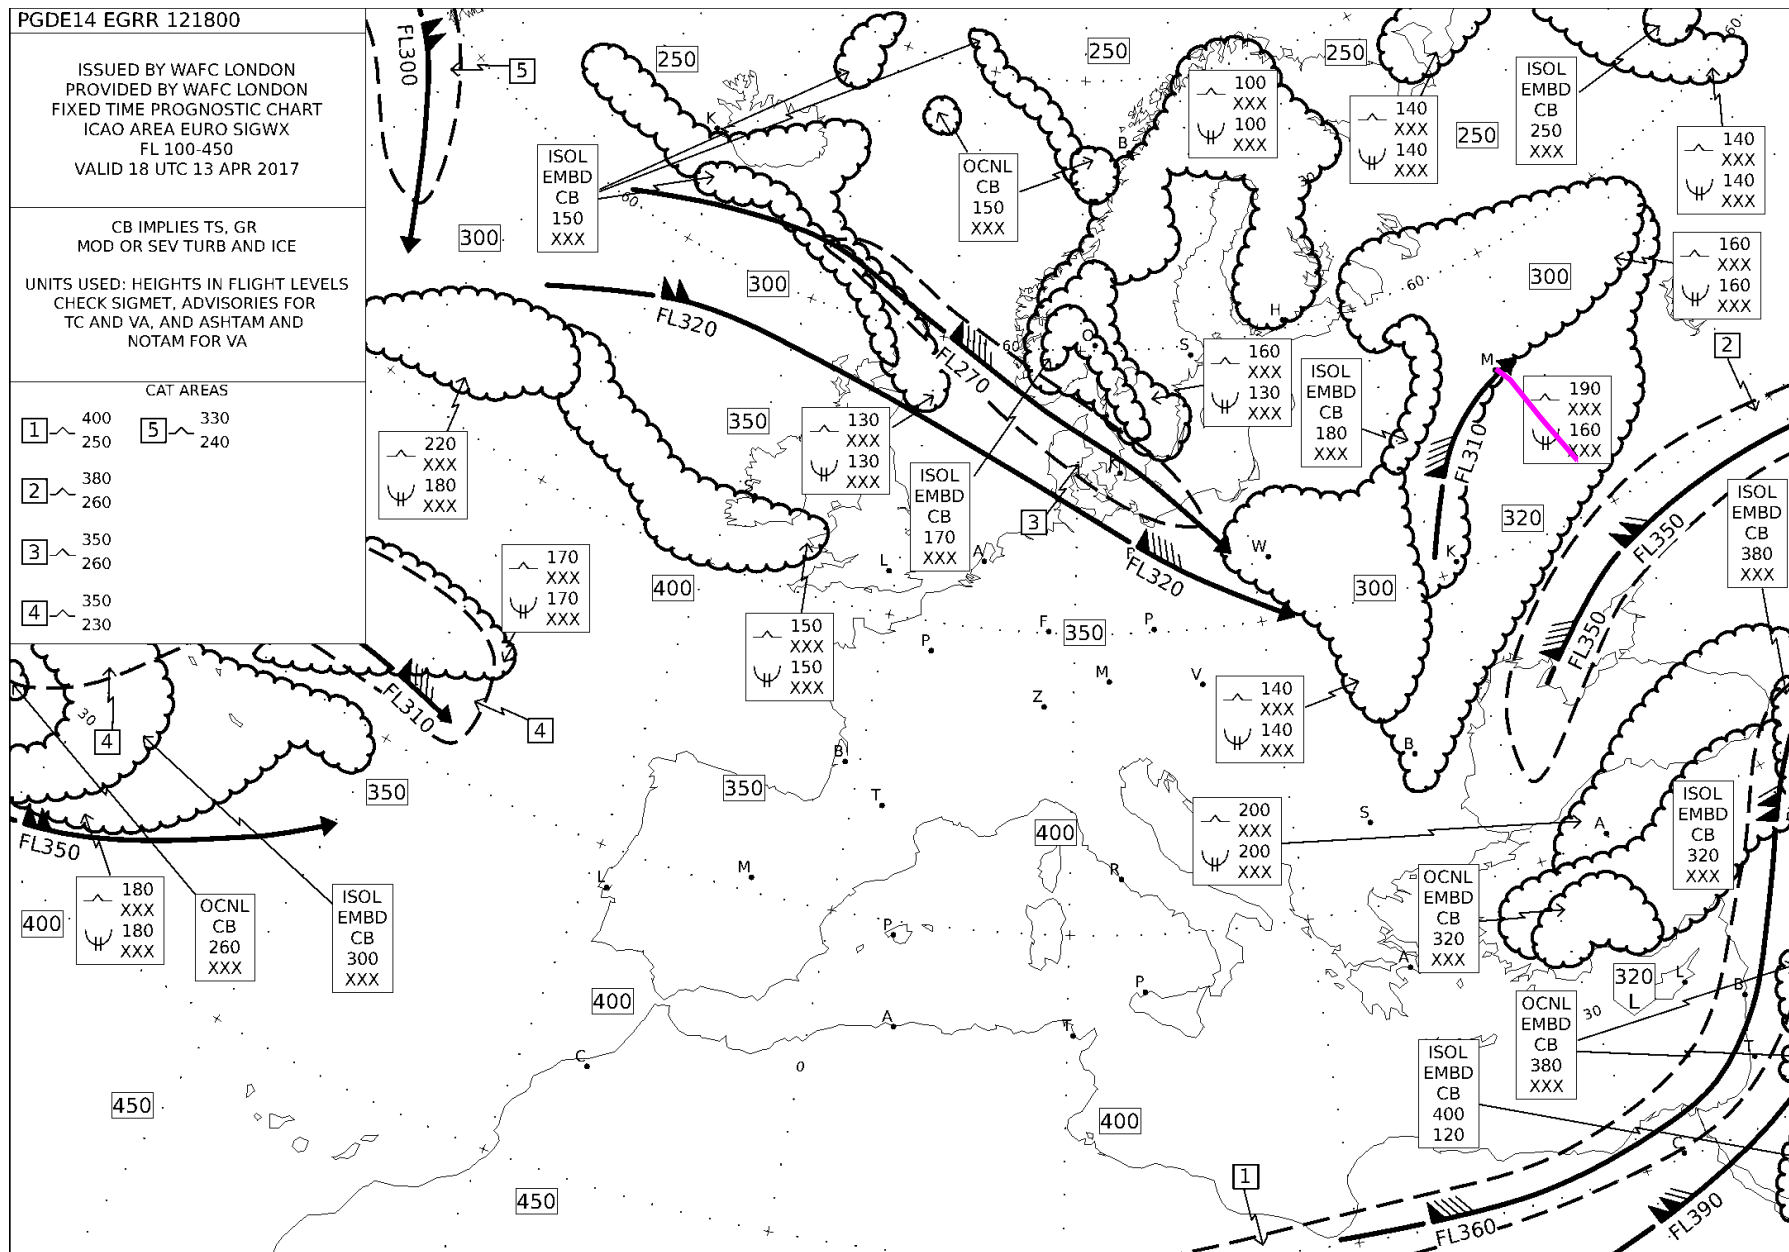 PGDE14 EGRR 121800
ISSUED BY WAFC LONDON
PROVIDED BY WAFC LONDON
FIXED TIME PROGNOSTIC CHART
ICAO AREA EURO SIGWX
FL 100-450
VALID 18 UTC 13 APR 2017
CB IMPLIES TS, GR
MOD OR SEV TURB AND ICE
UNITS USED: HEIGHTS IN FLIGHT LEVELS
CHECK SIGMET, ADVISORIES FOR
TC AND VA, AND ASHTAM AND
NOTAM FOR VA
CAT AREAS
1 400
250
5 330
240
2 380
260
3 350
260
4 350
230
FL300
5
250
250
250
250
K
B
ISOL
EMBD
CB
150
XXX
OCNL
CB
150
XXX
100
XXX
100
XXX
140
XXX
140
XXX
ISOL
EMBD
CB
250
XXX
60
140
XXX
140
XXX
30
60
300
300
300
60
160
XXX
160
XXX
FL320
FL270
60
O
S
H
160
XXX
130
XXX
ISOL
EMBD
CB
180
XXX
M
2
190
XXX
160
XXX
350
130
XXX
130
XXX
220
XXX
180
XXX
ISOL
EMBD
CB
170
XXX
K
FL310
3
320
FL350
ISOL
EMBD
CB
380
XXX
170
XXX
170
XXX
400
L
A
P
FL320
W
K
300
150
XXX
150
XXX
P
F
350
P
FL350
M
V
Z
140
XXX
140
XXX
FL310
4
30
4
350
B
B
350
T
400
S
200
XXX
200
XXX
A
ISOL
EMBD
CB
320
XXX
FL350
180
XXX
180
XXX
400
OCNL
CB
260
XXX
ISOL
EMBD
CB
300
XXX
L
M
R
P
OCNL
EMBD
CB
320
XXX
A
320
L
L
B
P
400
A
T
C
30
OCNL
EMBD
CB
380
XXX
T
ISOL
EMBD
CB
400
120
450
400
C
450
1
FL360
FL390